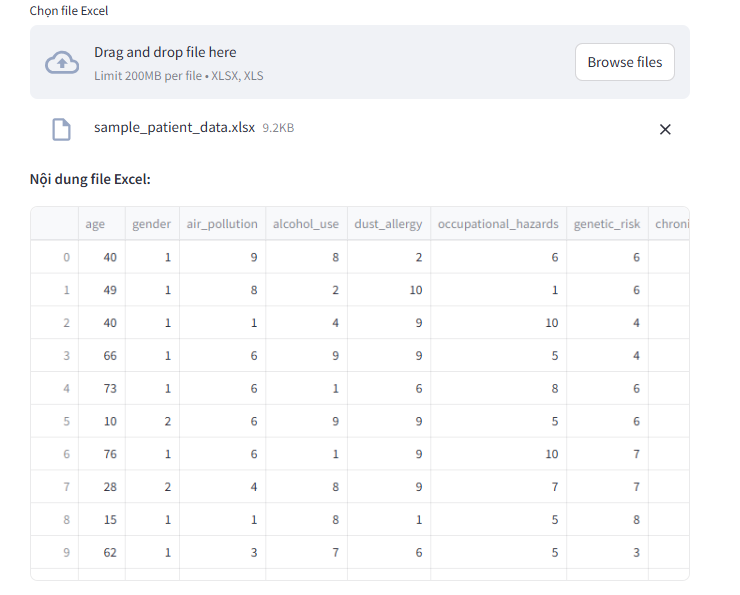 Chọn file Excel
Drag and drop file here
Limit 200MB per file • XLSX, XLS
Browse files
sample_patient_data.xlsx 9.2KB
Nội dung file Excel:
age gender air_pollution alcohol_use dust_allergy occupational_hazards genetic_risk chroni
0 40 1 9 8 2 6 6
1 49 1 8 2 10 1 6
2 40 1 1 4 9 10 4
3 66 1 6 9 9 5 4
4 73 1 6 1 6 8 6
5 10 2 6 9 9 5 6
6 76 1 6 1 9 10 7
7 28 2 4 8 9 7 7
8 15 1 1 8 1 5 8
9 62 1 3 7 6 5 3